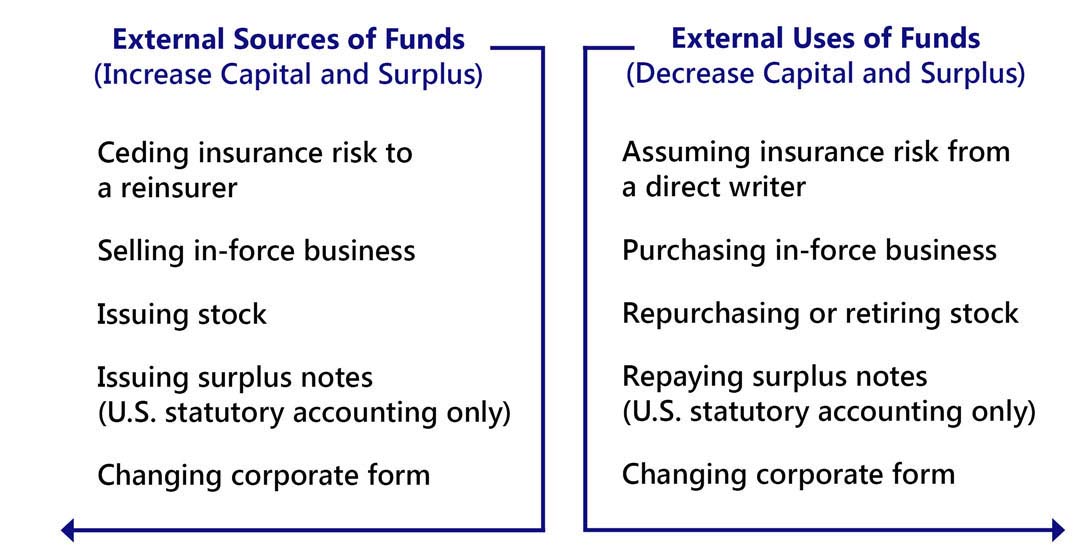 External Sources of Funds
(Increase Capital and Surplus)
Ceding insurance risk to
a reinsurer
Selling in-force business
Issuing stock
Issuing surplus notes
(U.S. statutory accounting only)
Changing corporate form
External Uses of Funds
(Decrease Capital and Surplus)
Assuming insurance risk from
a direct writer
Purchasing in-force business
Repurchasing or retiring stock
Repaying surplus notes
(U.S. statutory accounting only)
Changing corporate form